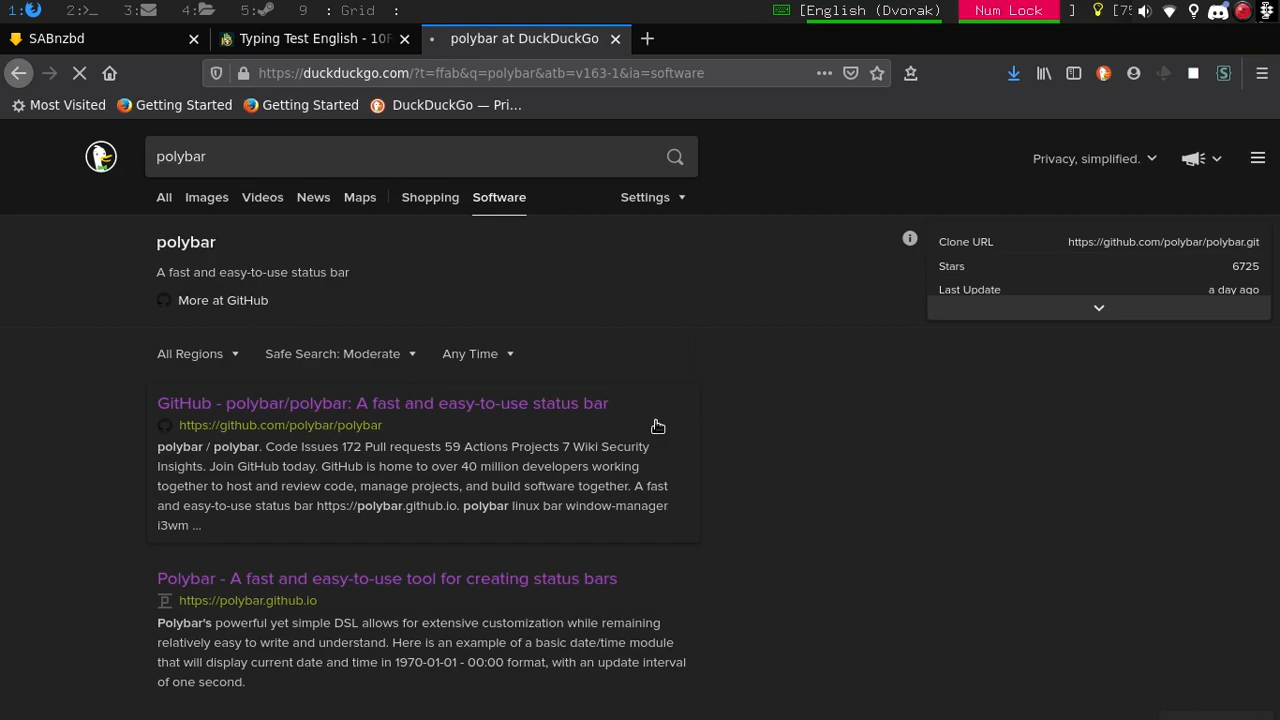 1: 2:>_ 3: 4: 5: 9 : Grid : [English (Dvorak) Num Lock ] [75
SABnzbd × Typing Test English - 10F × polybar at DuckDuckGo × +
https://duckduckgo.com/?t=ffab&q=polybar&atb=v163-1&ia=software
Most Visited Getting Started Getting Started DuckDuckGo — Pri...
polybar
Privacy, simplified.
All Images Videos News Maps Shopping Software Settings
polybar
A fast and easy-to-use status bar
More at GitHub
Clone URL https://github.com/polybar/polybar.git
Stars 6725
Last Update a day ago
All Regions Safe Search: Moderate Any Time
GitHub - polybar/polybar: A fast and easy-to-use status bar
https://github.com/polybar/polybar
polybar / polybar. Code Issues 172 Pull requests 59 Actions Projects 7 Wiki Security
Insights. Join GitHub today. GitHub is home to over 40 million developers working
together to host and review code, manage projects, and build software together. A fast
and easy-to-use status bar https://polybar.github.io. polybar linux bar window-manager
i3wm ...
Polybar - A fast and easy-to-use tool for creating status bars
https://polybar.github.io
Polybar's powerful yet simple DSL allows for extensive customization while remaining
relatively easy to write and understand. Here is an example of a basic date/time module
that will display current date and time in 1970-01-01 - 00:00 format, with an update interval
of one second.